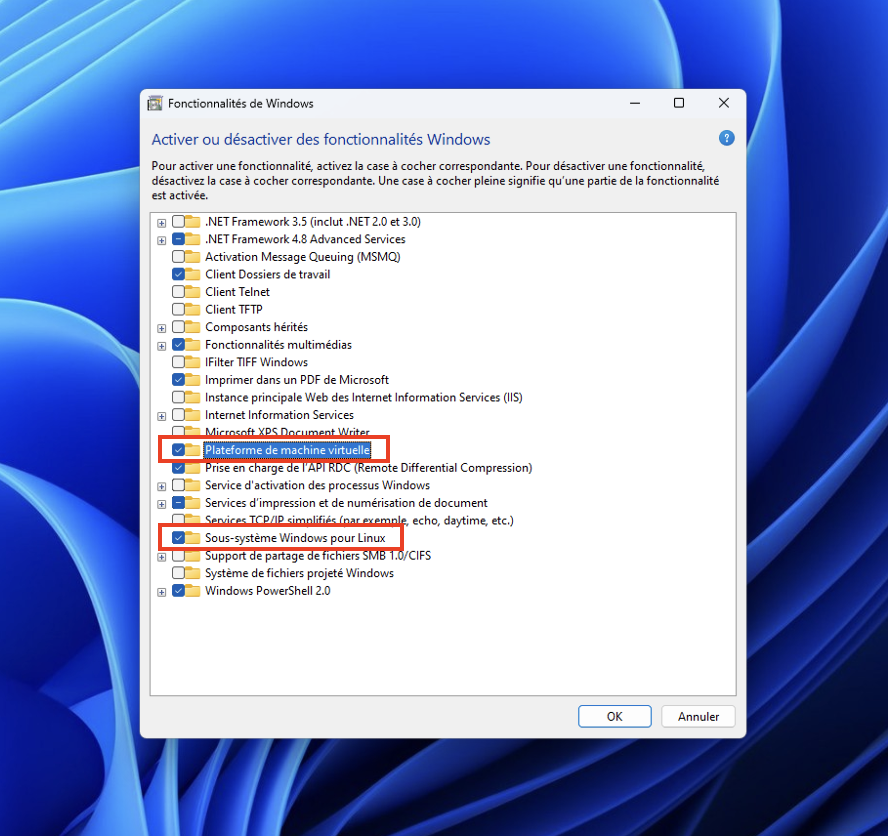 Fonctionnalités de Windows
Activer ou désactiver des fonctionnalités Windows
?
Pour activer une fonctionnalité, activez la case à cocher correspondante. Pour désactiver une fonctionnalité,
désactivez la case à cocher correspondante. Une case à cocher pleine signifie qu'une partie de la fonctionnalité
est activée.
.NET Framework 3.5 (inclut .NET 2.0 et 3.0)
.NET Framework 4.8 Advanced Services
Activation Message Queuing (MSMQ)
Client Dossiers de travail
Client Telnet
Client TFTP
Composants hérités
Fonctionnalités multimédias
IFilter TIFF Windows
Imprimer dans un PDF de Microsoft
Instance principale Web des Internet Information Services (IIS)
Internet Information Services
Microsoft XPS Document Writer
Plateforme de machine virtuelle
Prise en charge de l'API RDC (Remote Differential Compression)
Service d'activation des processus Windows
Services d'impression et de numérisation de document
Services TCP/IP simplifiés (par exemple, echo, daytime, etc.)
Sous-système Windows pour Linux
Support de partage de fichiers SMB 1.0/CIFS
Système de fichiers projeté Windows
Windows PowerShell 2.0
OK
Annuler